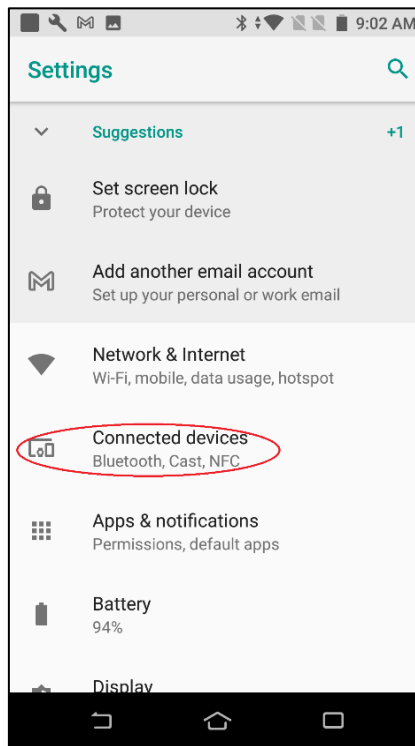 9:02 AM
Settings
Suggestions +1
Set screen lock
Protect your device
Add another email account
Set up your personal or work email
Network & Internet
Wi-Fi, mobile, data usage, hotspot
Connected devices
Bluetooth, Cast, NFC
Apps & notifications
Permissions, default apps
Battery
94%
Display